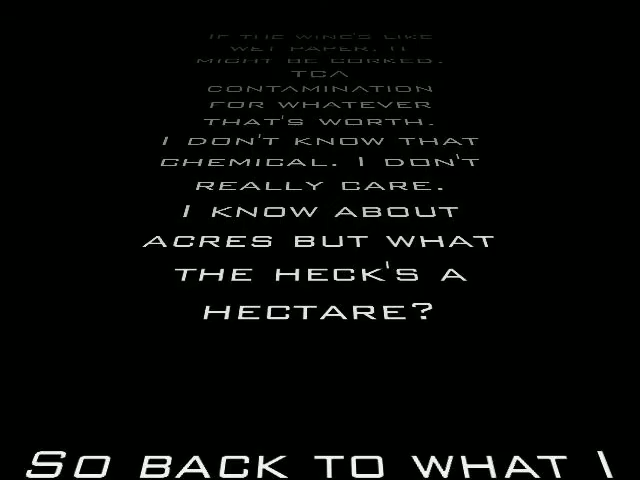 IF THE WINE'S LIKE
WET PAPER, IT
MIGHT BE CORKED.
TCA
CONTAMINATION
FOR WHATEVER
THAT'S WORTH.
I DON'T KNOW THAT
CHEMICAL. I DON'T
REALLY CARE.
I KNOW ABOUT
ACRES BUT WHAT
THE HECK'S A
HECTARE?
SO BACK TO WHAT I